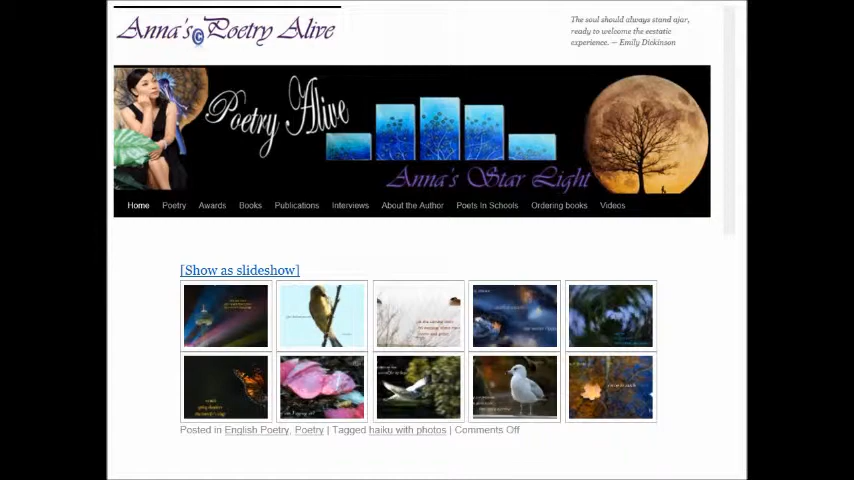 Anna's © Poetry Alive
The soul should always stand ajar,
ready to welcome the ecstatic
experience. — Emily Dickinson
Poetry Alive
Anna's Star Light
Home Poetry Awards Books Publications Interviews About the Author Poets In Schools Ordering books Videos
[Show as slideshow]
Posted in English Poetry, Poetry | Tagged haiku with photos | Comments Off